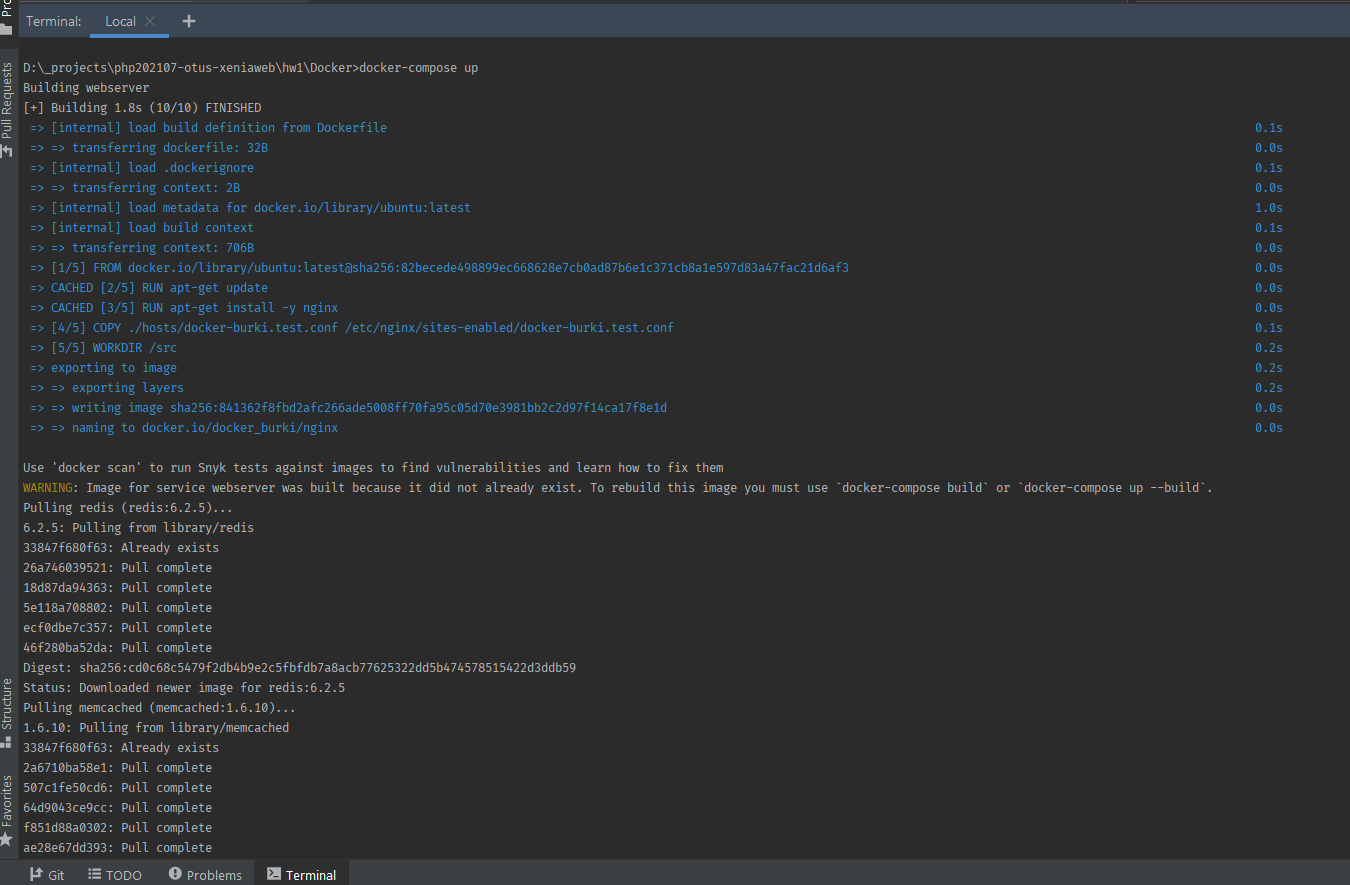 Terminal: Local
D:\_projects\php202107-otus-xeniaweb\hw1\Docker>docker-compose up
Building webserver
[+] Building 1.8s (10/10) FINISHED
=> [internal] load build definition from Dockerfile 0.1s
=> => transferring dockerfile: 32B 0.0s
=> [internal] load .dockerignore 0.1s
=> => transferring context: 2B 0.0s
=> [internal] load metadata for docker.io/library/ubuntu:latest 1.0s
=> [internal] load build context 0.1s
=> => transferring context: 706B 0.0s
=> [1/5] FROM docker.io/library/ubuntu:latest@sha256:82becede498899ec668628e7cb0ad87b6e1c371cb8a1e597d83a47fac21d6af3 0.0s
=> CACHED [2/5] RUN apt-get update 0.0s
=> CACHED [3/5] RUN apt-get install -y nginx 0.0s
=> [4/5] COPY ./hosts/docker-burki.test.conf /etc/nginx/sites-enabled/docker-burki.test.conf 0.1s
=> [5/5] WORKDIR /src 0.2s
=> exporting to image 0.2s
=> => exporting layers 0.2s
=> => writing image sha256:841362f8fbd2afc266ade5008ff70fa95c05d70e3981bb2c2d97f14ca17f8e1d 0.0s
=> => naming to docker.io/docker_burki/nginx 0.0s
Use 'docker scan' to run Snyk tests against images to find vulnerabilities and learn how to fix them
WARNING: Image for service webserver was built because it did not already exist. To rebuild this image you must use `docker-compose build` or `docker-compose up --build`.
Pulling redis (redis:6.2.5)...
6.2.5: Pulling from library/redis
33847f680f63: Already exists
26a746039521: Pull complete
18d87da94363: Pull complete
5e118a708802: Pull complete
ecf0dbe7c357: Pull complete
46f280ba52da: Pull complete
Digest: sha256:cd0c68c5479f2db4b9e2c5fbfdb7a8acb77625322dd5b474578515422d3ddb59
Status: Downloaded newer image for redis:6.2.5
Pulling memcached (memcached:1.6.10)...
1.6.10: Pulling from library/memcached
33847f680f63: Already exists
2a6710ba58e1: Pull complete
507c1fe50cd6: Pull complete
64d9043ce9cc: Pull complete
f851d88a0302: Pull complete
ae28e67dd393: Pull complete
Pull Requests
Structure
Favorites
Git TODO Problems Terminal